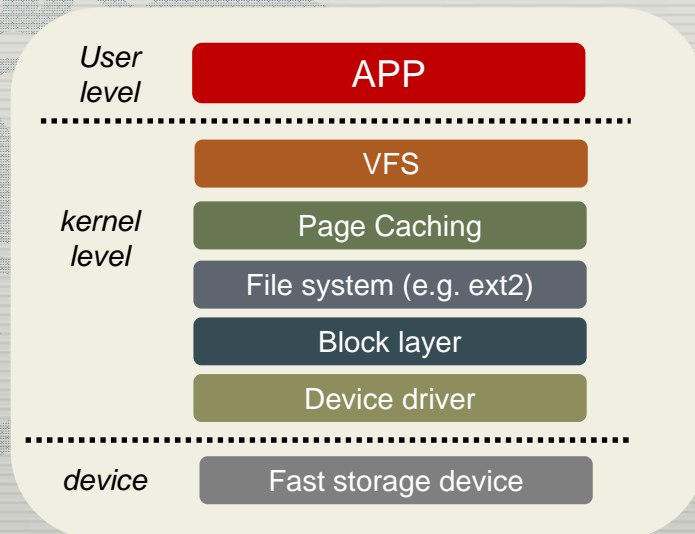 User
level
APP
VFS
kernel
level
Page Caching
File system (e.g. ext2)
Block layer
Device driver
device
Fast storage device